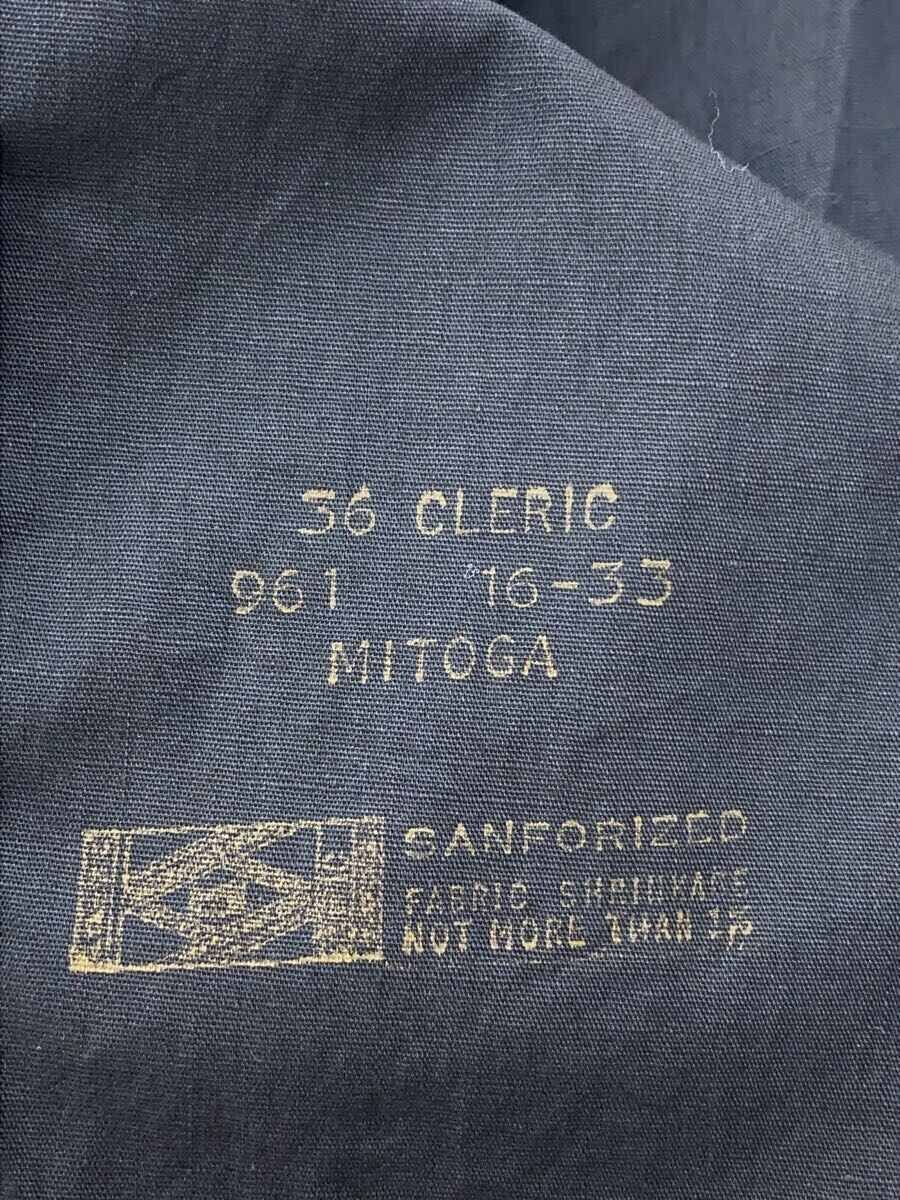 36 CLERIC
961 16-33
MITOGA
SANFORIZED
FABRIC SHRINKAGE
NOT MORE THAN 1%